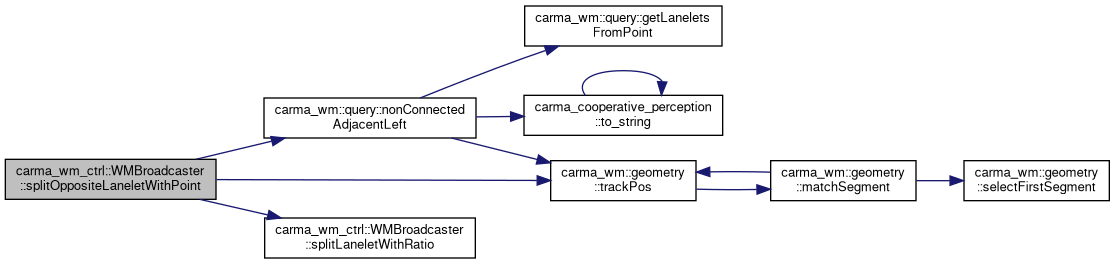 carma_wm_ctrl::WMBroadcaster
::splitOppositeLaneletWithPoint
carma_wm::query::nonConnected
AdjacentLeft
carma_wm::query::getLanelets
FromPoint
carma_cooperative_perception
::to_string
carma_wm::geometry
::trackPos
carma_wm::geometry
::matchSegment
carma_wm::geometry
::selectFirstSegment
carma_wm_ctrl::WMBroadcaster
::splitLaneletWithRatio